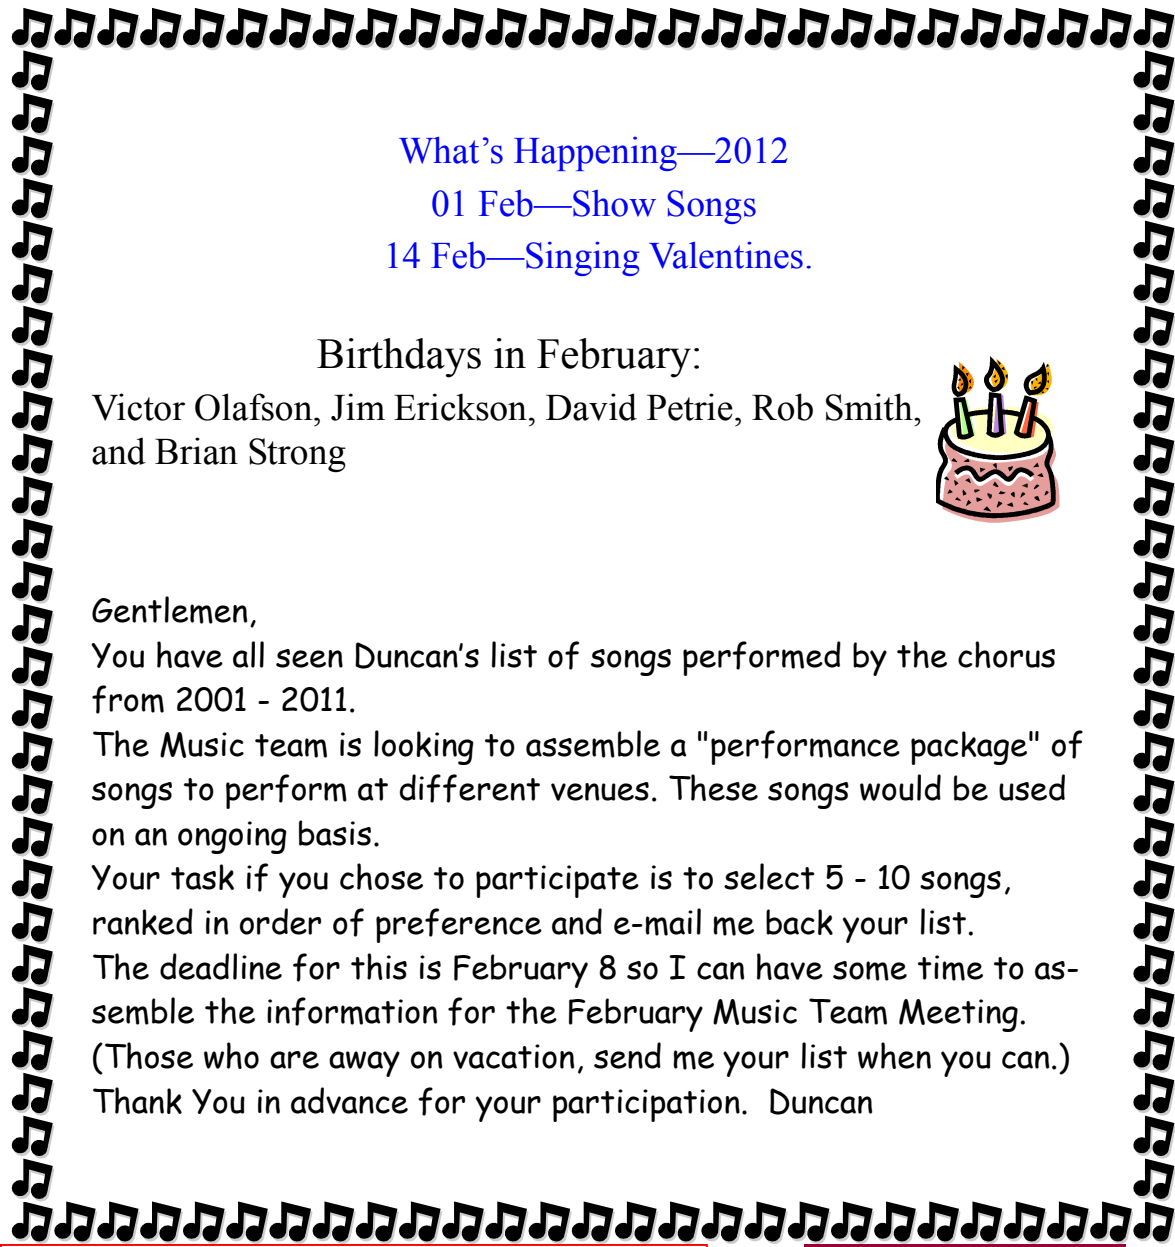 What’s Happening—2012
01 Feb—Show Songs
14 Feb—Singing Valentines.
Birthdays in February:
Victor Olafson, Jim Erickson, David Petrie, Rob Smith,
and Brian Strong
Gentlemen,
You have all seen Duncan’s list of songs performed by the chorus
from 2001 - 2011.
The Music team is looking to assemble a "performance package" of
songs to perform at different venues. These songs would be used
on an ongoing basis.
Your task if you chose to participate is to select 5 - 10 songs,
ranked in order of preference and e-mail me back your list.
The deadline for this is February 8 so I can have some time to as-
semble the information for the February Music Team Meeting.
(Those who are away on vacation, send me your list when you can.)
Thank You in advance for your participation.  Duncan